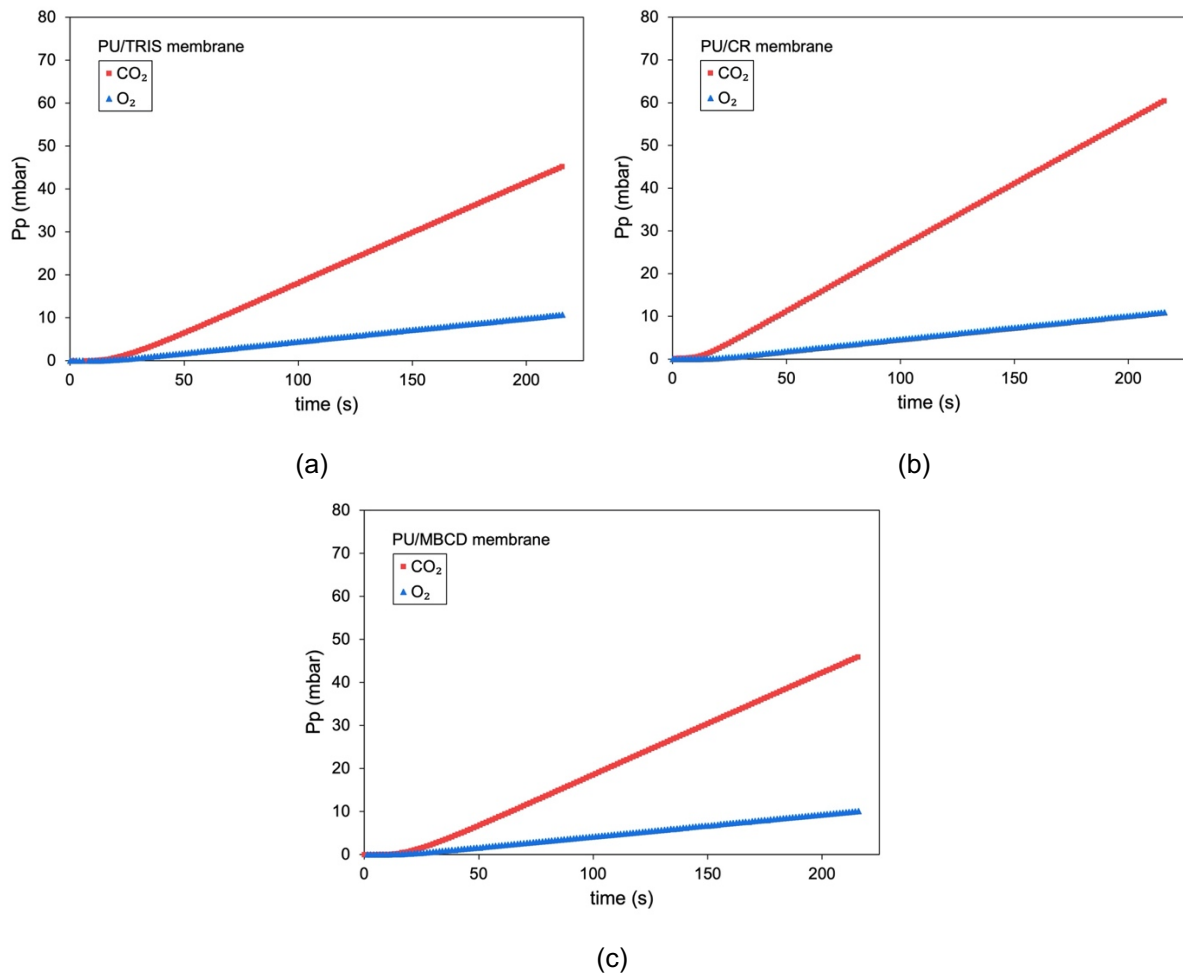 PU/TRIS membrane
CO₂
O₂
Pp (mbar)
80
70
60
50
40
30
20
10
0
0 50 100 150 200
time (s)
(a)
PU/CR membrane
CO₂
O₂
Pp (mbar)
80
70
60
50
40
30
20
10
0
0 50 100 150 200
time (s)
(b)
PU/MBCD membrane
CO₂
O₂
Pp (mbar)
80
70
60
50
40
30
20
10
0
0 50 100 150 200
time (s)
(c)